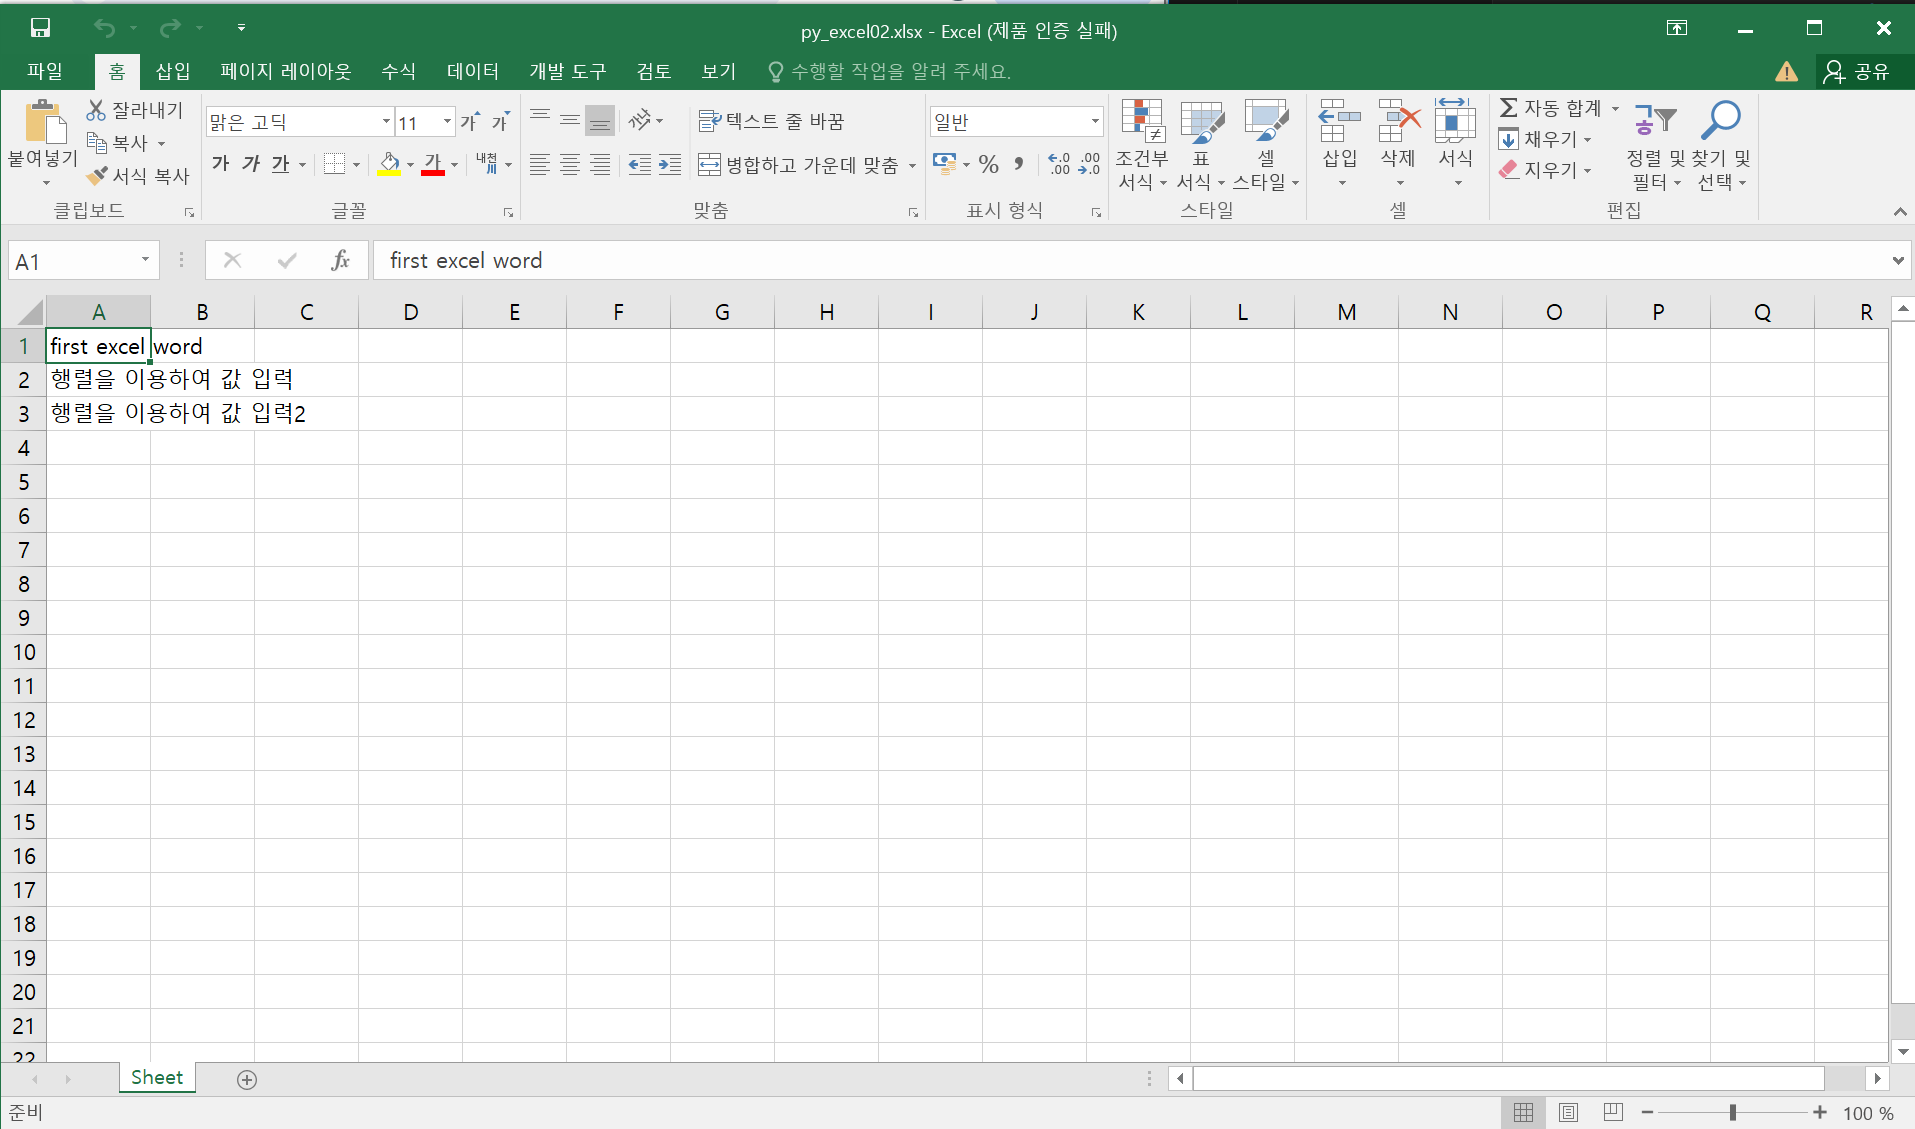 py_excel02.xlsx - Excel (제품 인증 실패)
파일 홈 삽입 페이지 레이아웃 수식 데이터 개발 도구 검토 보기 수행할 작업을 알려 주세요. 공유
붙여넣기
잘라내기
복사
서식 복사
클립보드
맑은 고딕 11 가 가
가 가 가 가 내천
글꼴
텍스트 줄 바꿈
병합하고 가운데 맞춤
맞춤
일반
% , ←.0 .00 .00 →.0
표시 형식
조건부 서식
표 서식
셀 스타일
스타일
삽입 삭제 서식
셀
Σ 자동 합계
채우기
지우기
정렬 및 필터
찾기 및 선택
편집
A1 fx first excel word
A B C D E F G H I J K L M N O P Q R
1 first excel word
2 행렬을 이용하여 값 입력
3 행렬을 이용하여 값 입력2
4
5
6
7
8
9
10
11
12
13
14
15
16
17
18
19
20
21
22
Sheet
준비 100 %